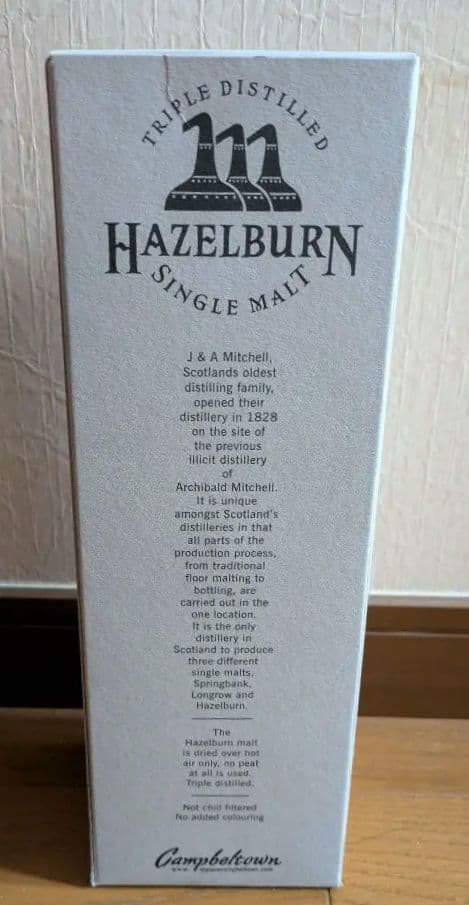 TRIPLE DISTILLED
HAZELBURN
SINGLE MALT
J & A Mitchell,
Scotlands oldest
distilling family,
opened their
distillery in 1828
on the site of
the previous
illicit distillery
of
Archibald Mitchell.
It is unique
amongst Scotland's
distilleries in that
all parts of the
production process,
from traditional
floor malting to
bottling, are
carried out in the
one location.
It is the only
distillery in
Scotland to produce
three different
single malts,
Springbank,
Longrow and
Hazelburn.
The
Hazelburn malt
is dried over hot
air only, no peat
at all is used.
Triple distilled.
Not chill filtered
No added colouring
Campbeltown